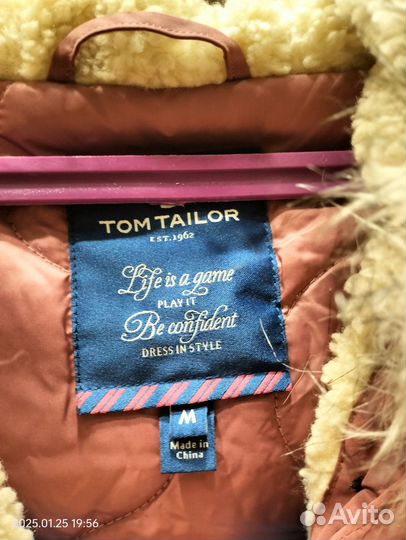 TOM TAILOR
EST. 1962
Life is a game
PLAY IT
Be confident
DRESS IN STYLE
M
Made in
China
2025.01.25 19:56
Avito